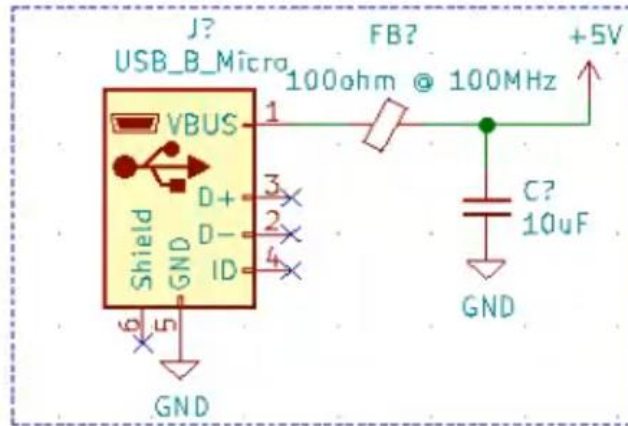 J?
USB_B_Micro
FB?
100ohm @ 100MHz
+5V
VBUS
1
D+
3
D-
2
ID
4
Shield
GND
6
5
GND
C?
10uF
GND